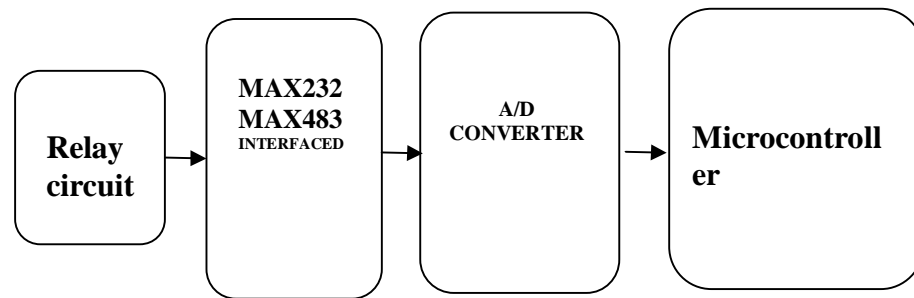 Relay
circuit
MAX232
MAX483
INTERFACED
A/D
CONVERTER
Microcontroll
er